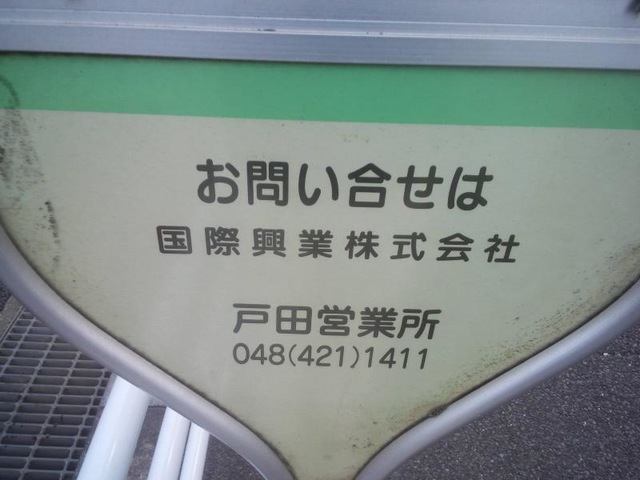 お問い合せは
国際興業株式会社
戸田営業所
048(421)1411